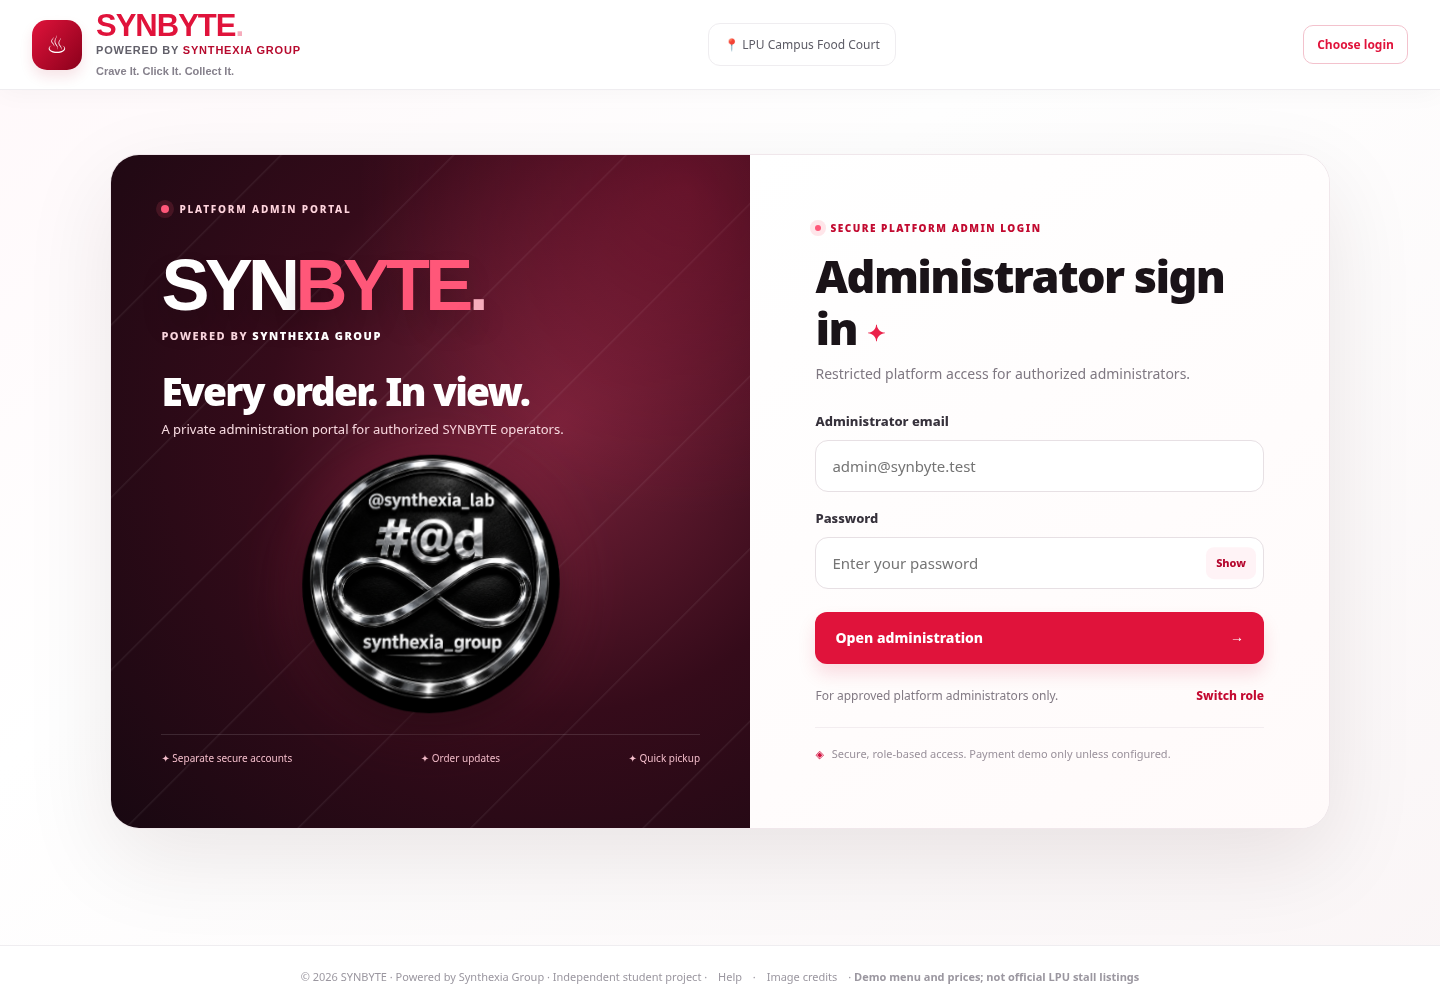 SYNBYTE.
POWERED BY SYNTHEXIA GROUP
Crave It. Click It. Collect It.
📍 LPU Campus Food Court
Choose login
PLATFORM ADMIN PORTAL
SYNBYTE.
POWERED BY SYNTHEXIA GROUP
Every order. In view.
A private administration portal for authorized SYNBYTE operators.
@synthexia_lab
#@d
synthexia_group
✦ Separate secure accounts
✦ Order updates
✦ Quick pickup
SECURE PLATFORM ADMIN LOGIN
Administrator sign
in ✦
Restricted platform access for authorized administrators.
Administrator email
admin@synbyte.test
Password
Enter your password
Show
Open administration →
For approved platform administrators only.
Switch role
◈ Secure, role-based access. Payment demo only unless configured.
© 2026 SYNBYTE · Powered by Synthexia Group · Independent student project · Help · Image credits · Demo menu and prices; not official LPU stall listings